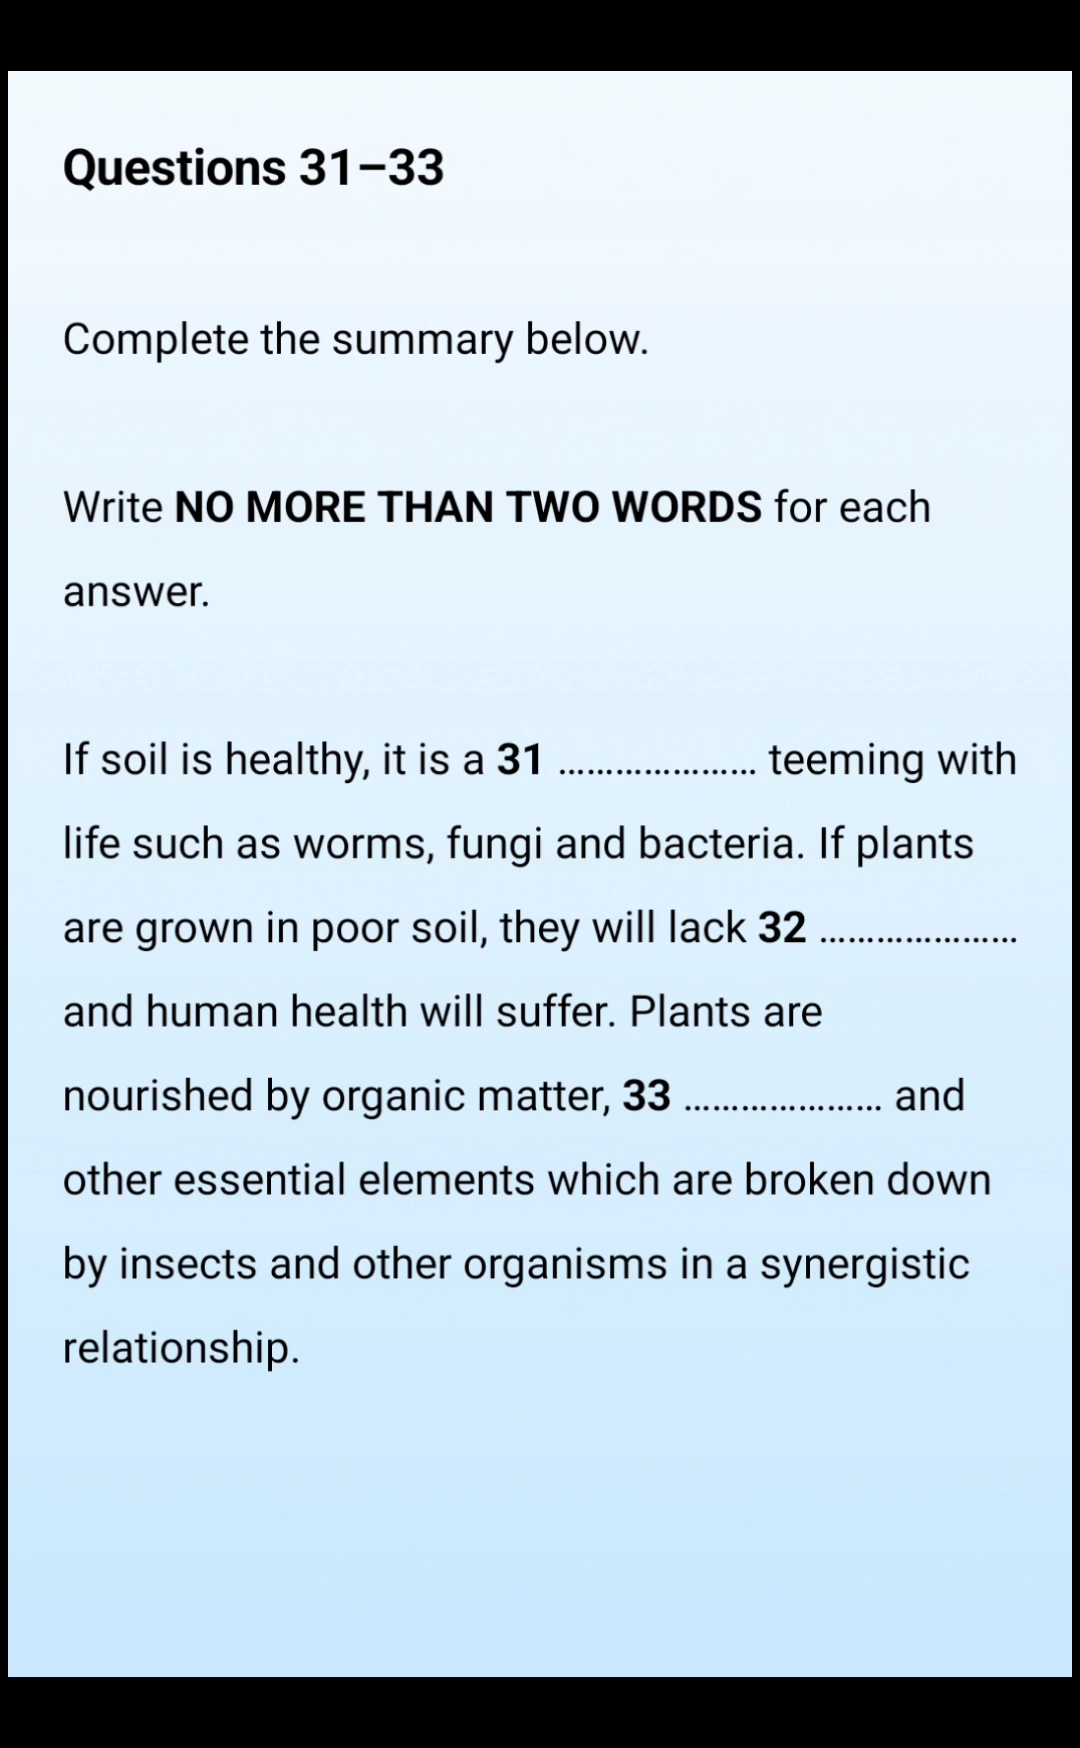 Questions 31–33
Complete the summary below.
Write NO MORE THAN TWO WORDS for each
answer.
If soil is healthy, it is a 31 ..................... teeming with
life such as worms, fungi and bacteria. If plants
are grown in poor soil, they will lack 32 .....................
and human health will suffer. Plants are
nourished by organic matter, 33 ..................... and
other essential elements which are broken down
by insects and other organisms in a synergistic
relationship.